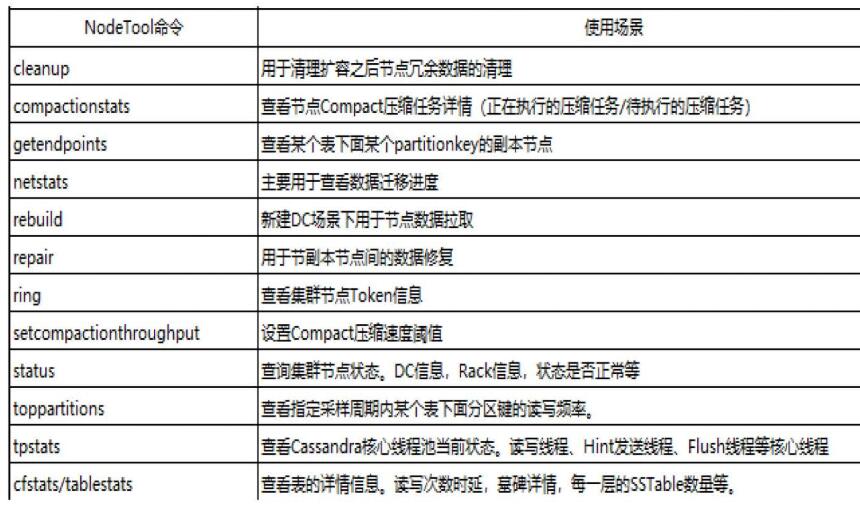 NodeTool命令 使用场景
cleanup 用于清理扩容之后节点冗余数据的清理
compactionstats 查看节点Compact压缩任务详情（正在执行的压缩任务/待执行的压缩任务）
getendpoints 查看某个表下面某个partitionkey的副本节点
netstats 主要用于查看数据迁移进度
rebuild 新建DC场景下用于节点数据拉取
repair 用于节副本节点间的数据修复
ring 查看集群节点Token信息
setcompactionthroughput 设置Compact压缩速度阈值
status 查询集群节点状态。DC信息，Rack信息，状态是否正常等
toppartitions 查看指定采样周期内某个表下面分区键的读写频率。
tpstats 查看Cassandra核心线程池当前状态。读写线程、Hint发送线程、Flush线程等核心线程
cfstats/tablestats 查看表的详情信息。读写次数时延，墓碑详情，每一层的SSTable数量等。